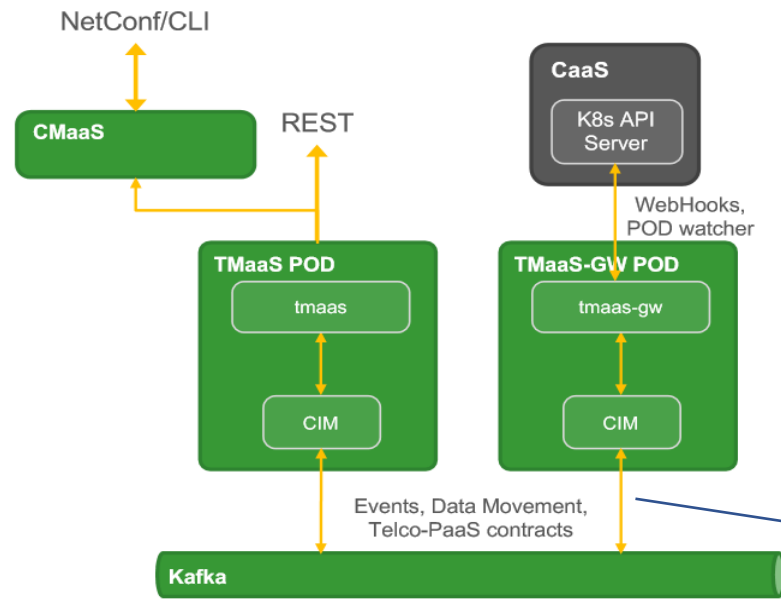 NetConf/CLI
CaaS
K8s API
Server
CMaaS
REST
WebHooks,
POD watcher
TMaaS POD
tmaas
CIM
TMaaS-GW POD
tmaas-gw
CIM
Events, Data Movement,
Telco-PaaS contracts
Kafka